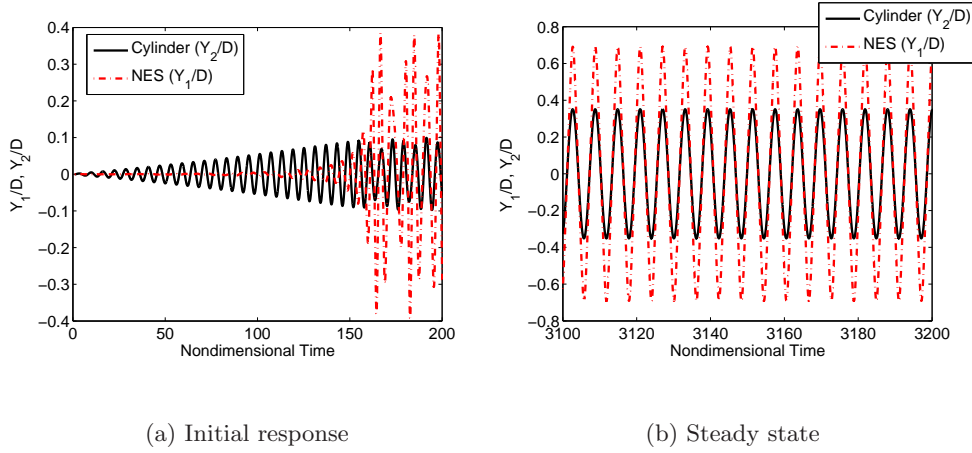 Cylinder (Y2/D)
NES (Y1/D)
0.4
0.3
0.2
0.1
0
−0.1
−0.2
−0.3
−0.4
Y1/D, Y2/D
0 50 100 150 200
Nondimensional Time
(a) Initial response
Cylinder (Y2/D)
NES (Y1/D)
0.8
0.6
0.4
0.2
0
−0.2
−0.4
−0.6
−0.8
Y1/D, Y2/D
3100 3120 3140 3160 3180 3200
Nondimensional Time
(b) Steady state